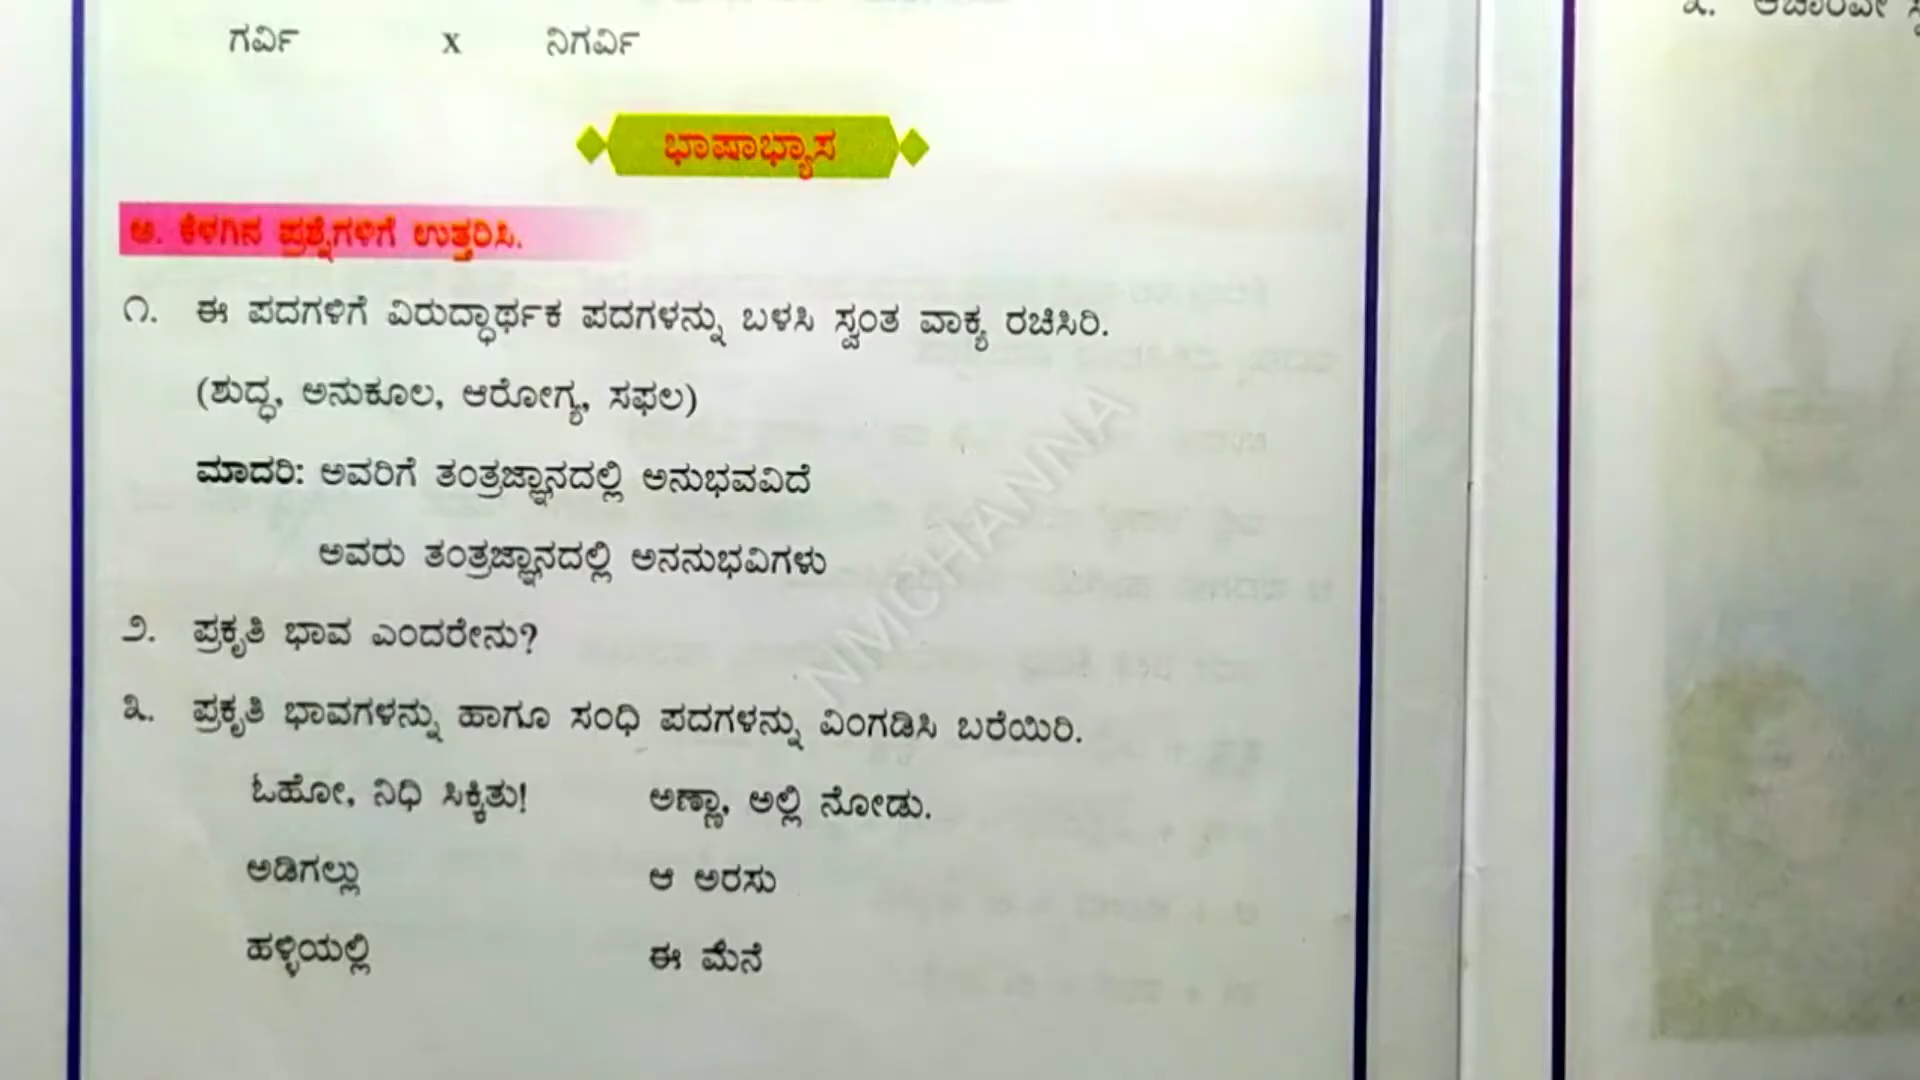 ಗರ್ವಿ x ನಿಗರ್ವಿ
ಭಾಷಾಭ್ಯಾಸ
ಅ. ಕೆಳಗಿನ ಪ್ರಶ್ನೆಗಳಿಗೆ ಉತ್ತರಿಸಿ.
೧. ಈ ಪದಗಳಿಗೆ ವಿರುದ್ಧಾರ್ಥಕ ಪದಗಳನ್ನು ಬಳಸಿ ಸ್ವಂತ ವಾಕ್ಯ ರಚಿಸಿರಿ.
(ಶುದ್ಧ, ಅನುಕೂಲ, ಆರೋಗ್ಯ, ಸಫಲ)
ಮಾದರಿ: ಅವರಿಗೆ ತಂತ್ರಜ್ಞಾನದಲ್ಲಿ ಅನುಭವವಿದೆ
ಅವರು ತಂತ್ರಜ್ಞಾನದಲ್ಲಿ ಅನನುಭವಿಗಳು
೨. ಪ್ರಕೃತಿ ಭಾವ ಎಂದರೇನು?
೩. ಪ್ರಕೃತಿ ಭಾವಗಳನ್ನು ಹಾಗೂ ಸಂಧಿ ಪದಗಳನ್ನು ವಿಂಗಡಿಸಿ ಬರೆಯಿರಿ.
ಓಹೋ, ನಿಧಿ ಸಿಕ್ಕಿತು! ಅಣ್ಣಾ, ಅಲ್ಲಿ ನೋಡು.
ಅಡಿಗಲ್ಲು ಆ ಅರಸು
ಹಳ್ಳಿಯಲ್ಲಿ ಈ ಮೆನೆ
NMCHANNA